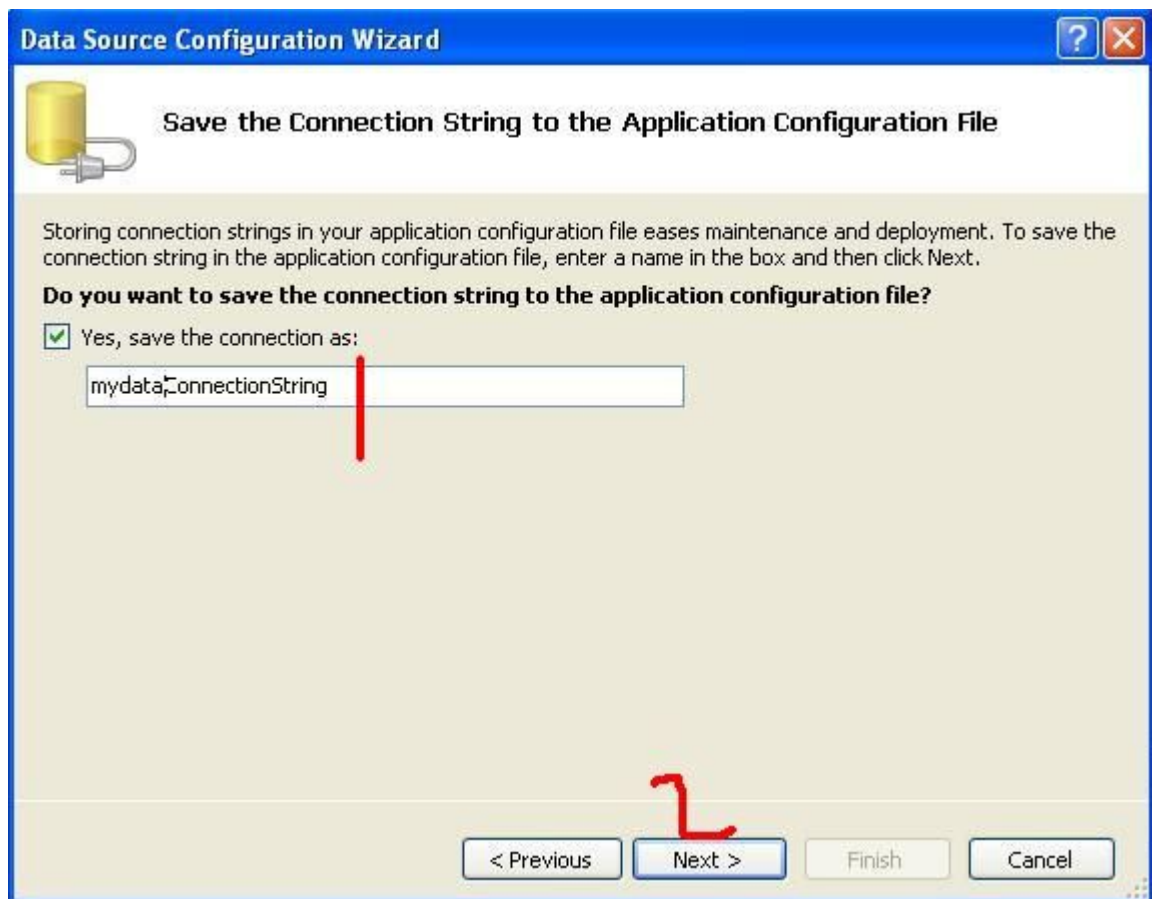 Data Source Configuration Wizard
Save the Connection String to the Application Configuration File
Storing connection strings in your application configuration file eases maintenance and deployment. To save the
connection string in the application configuration file, enter a name in the box and then click Next.
Do you want to save the connection string to the application configuration file?
Yes, save the connection as:
mydataConnectionString
1
2
< Previous Next > Finish Cancel